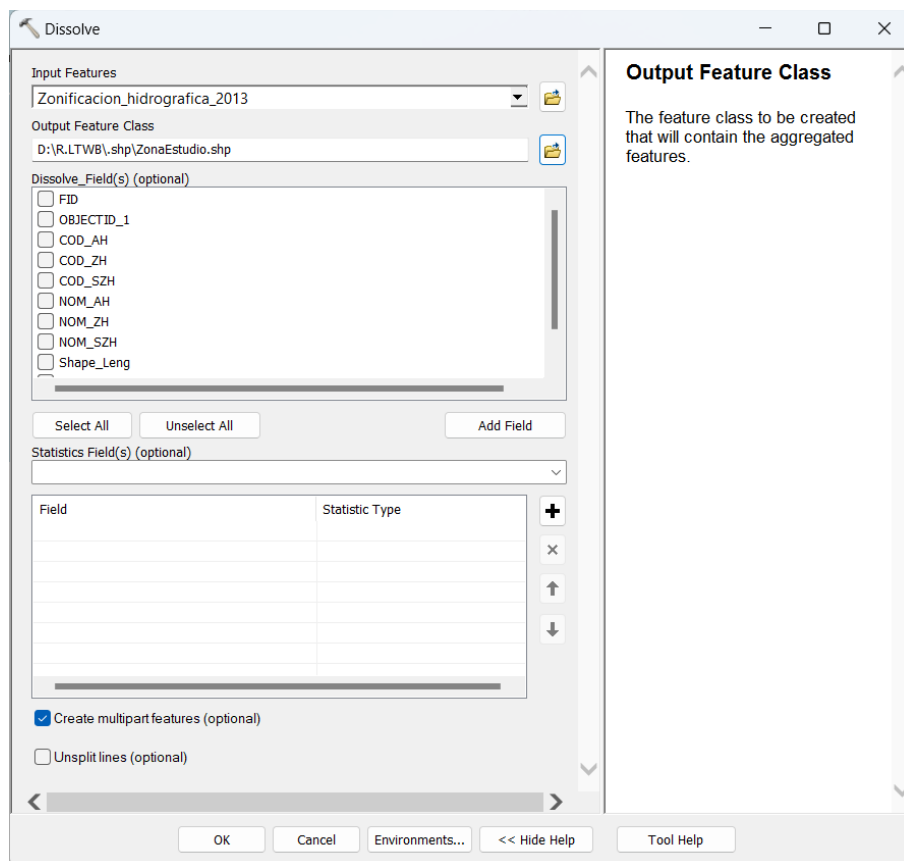 Dissolve
Input Features
Zonificacion_hidrografica_2013
Output Feature Class
D:\R.LTWB\.shp\ZonaEstudio.shp
Dissolve_Field(s) (optional)
FID
OBJECTID_1
COD_AH
COD_ZH
COD_SZH
NOM_AH
NOM_ZH
NOM_SZH
Shape_Leng
Select All Unselect All Add Field
Statistics Field(s) (optional)
Field Statistic Type
Create multipart features (optional)
Unsplit lines (optional)
OK Cancel Environments... << Hide Help Tool Help
Output Feature Class
The feature class to be created
that will contain the aggregated
features.